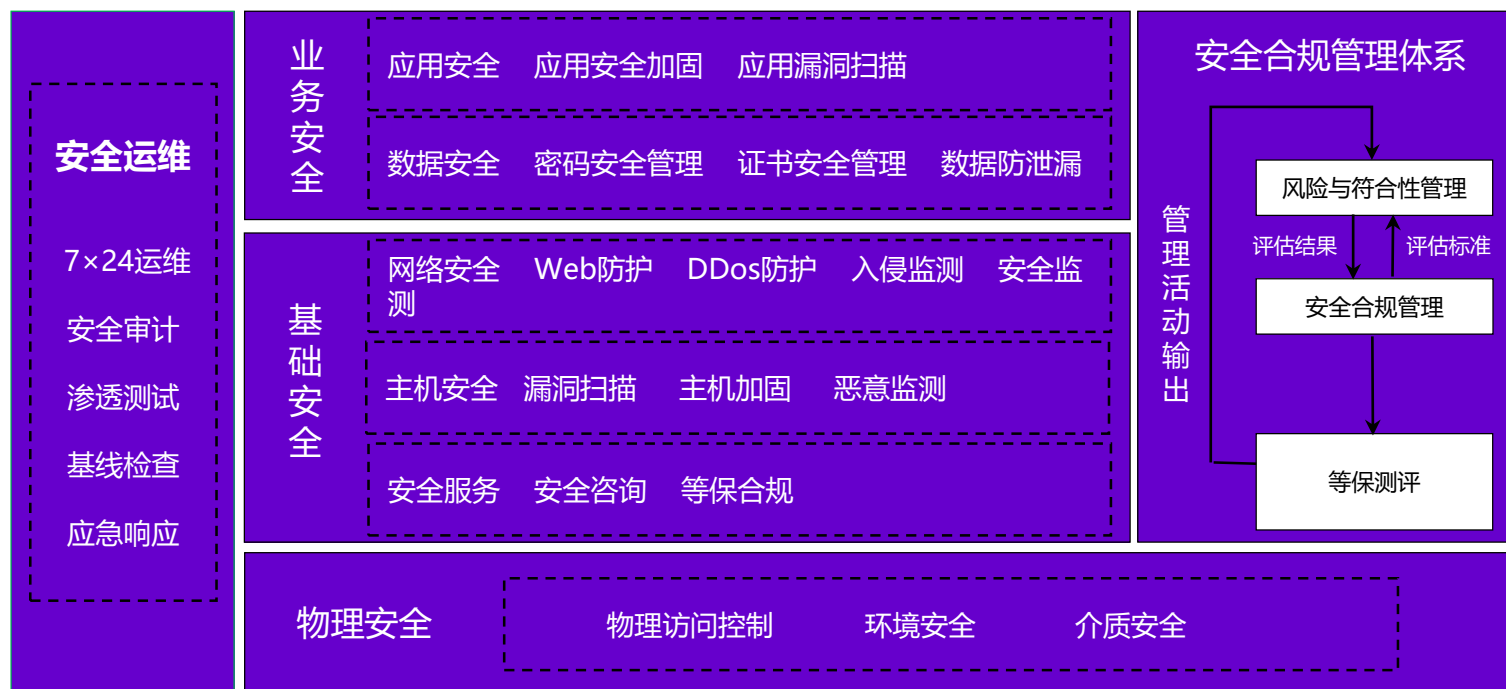 安全运维
7×24运维
安全审计
渗透测试
基线检查
应急响应
业务安全
应用安全 应用安全加固 应用漏洞扫描
数据安全 密码安全管理 证书安全管理 数据防泄漏
基础安全
网络安全 Web防护 DDos防护 入侵监测 安全监
测
主机安全 漏洞扫描 主机加固 恶意监测
安全服务 安全咨询 等保合规
安全合规管理体系
管理活动输出
风险与符合性管理
评估结果 评估标准
安全合规管理
等保测评
物理安全 物理访问控制 环境安全 介质安全